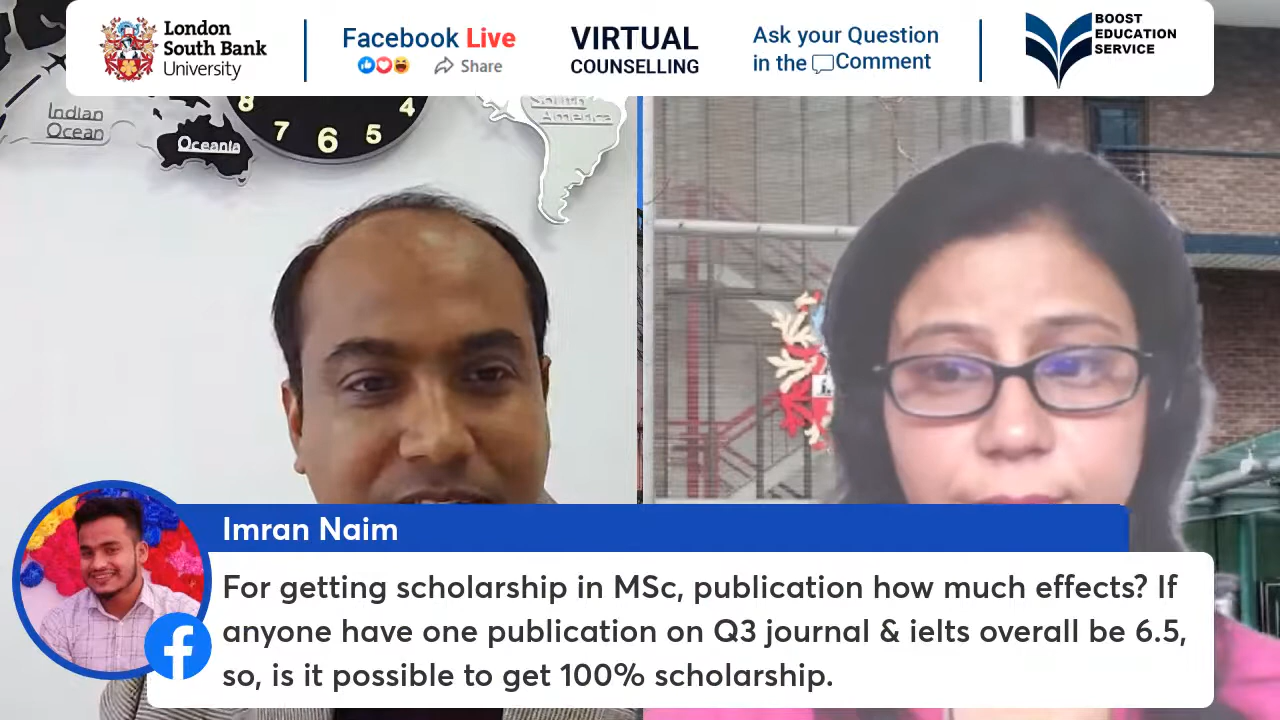 London
South Bank
University
Facebook Live
Share
VIRTUAL
COUNSELLING
Ask your Question
in the Comment
BOOST
EDUCATION
SERVICE
Indian
Ocean
Oceania
8
7
6
5
4
South
America
Imran Naim
For getting scholarship in MSc, publication how much effects? If
anyone have one publication on Q3 journal & ielts overall be 6.5,
so, is it possible to get 100% scholarship.